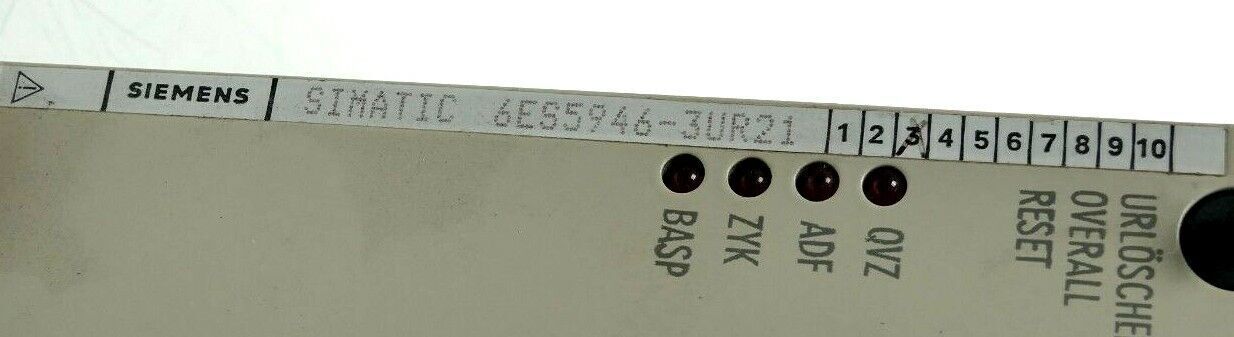 SIEMENS SIMATIC 6ES5946-3UR21 1 2 3 4 5 6 7 8 9 10
BASP
ZYK
ADF
QVZ
URLÖSCHE
OVERALL
RESET